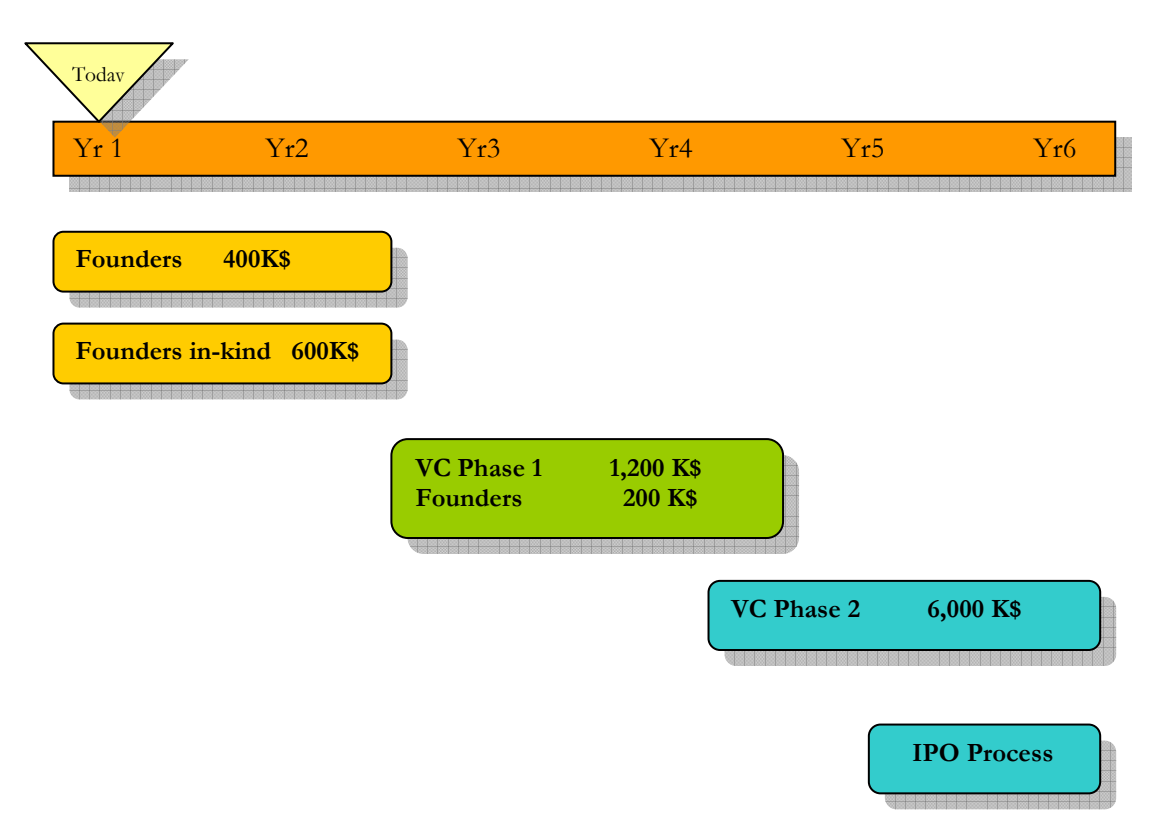 Today
Yr 1 Yr2 Yr3 Yr4 Yr5 Yr6
Founders 400K$
Founders in-kind 600K$
VC Phase 1 1,200 K$
Founders 200 K$
VC Phase 2 6,000 K$
IPO Process